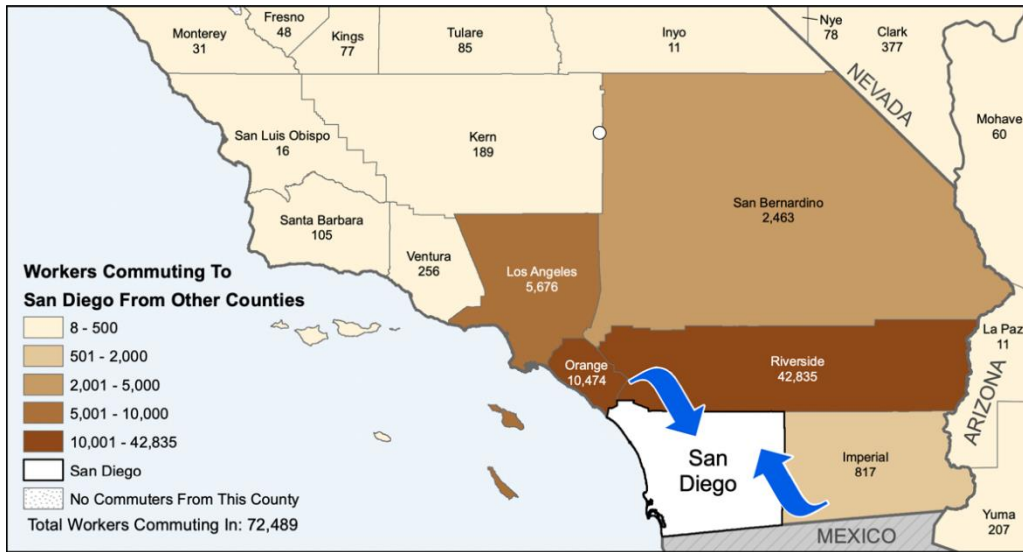 Monterey
31
Fresno
48
Kings
77
Tulare
85
Inyo
11
Nye
78
Clark
377
NEVADA
Mohave
60
San Luis Obispo
16
Kern
189
San Bernardino
2,463
Santa Barbara
105
Ventura
256
Los Angeles
5,676
Orange
10,474
Riverside
42,835
La Paz
11
ARIZONA
San
Diego
Imperial
817
Yuma
207
MEXICO
Workers Commuting To
San Diego From Other Counties
8 - 500
501 - 2,000
2,001 - 5,000
5,001 - 10,000
10,001 - 42,835
San Diego
No Commuters From This County
Total Workers Commuting In: 72,489